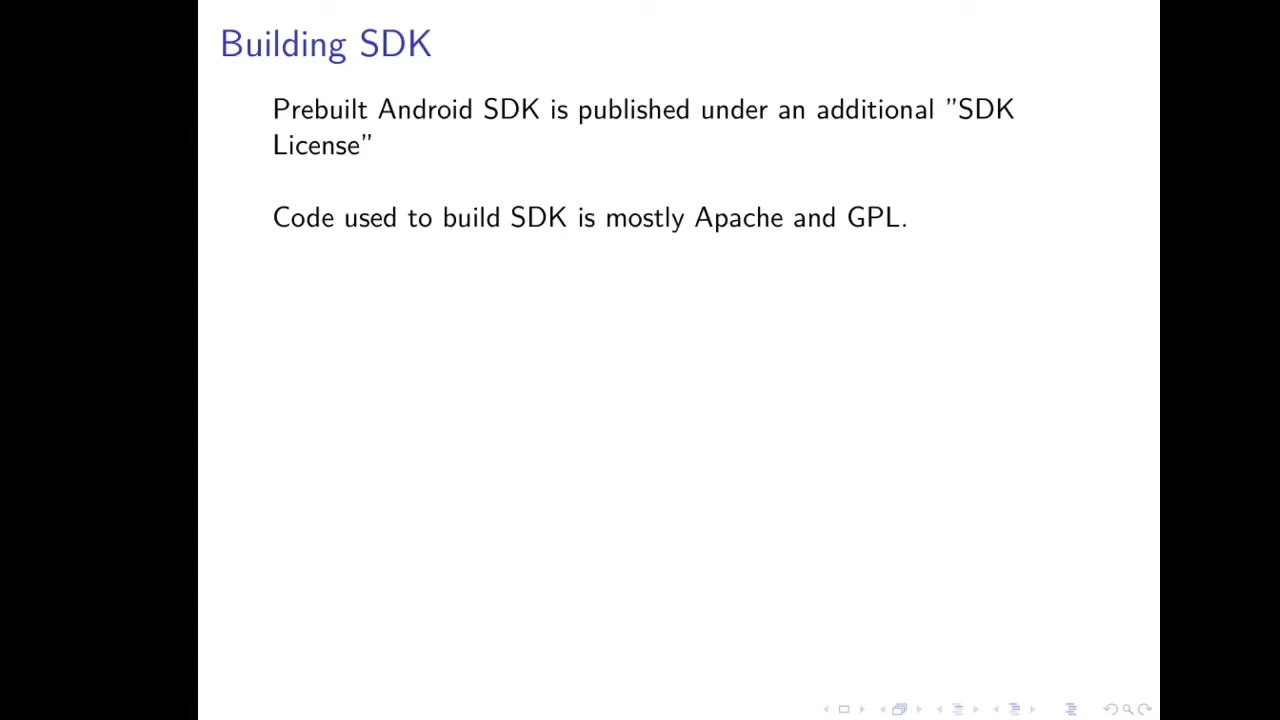 Building SDK
Prebuilt Android SDK is published under an additional ”SDK
License”
Code used to build SDK is mostly Apache and GPL.